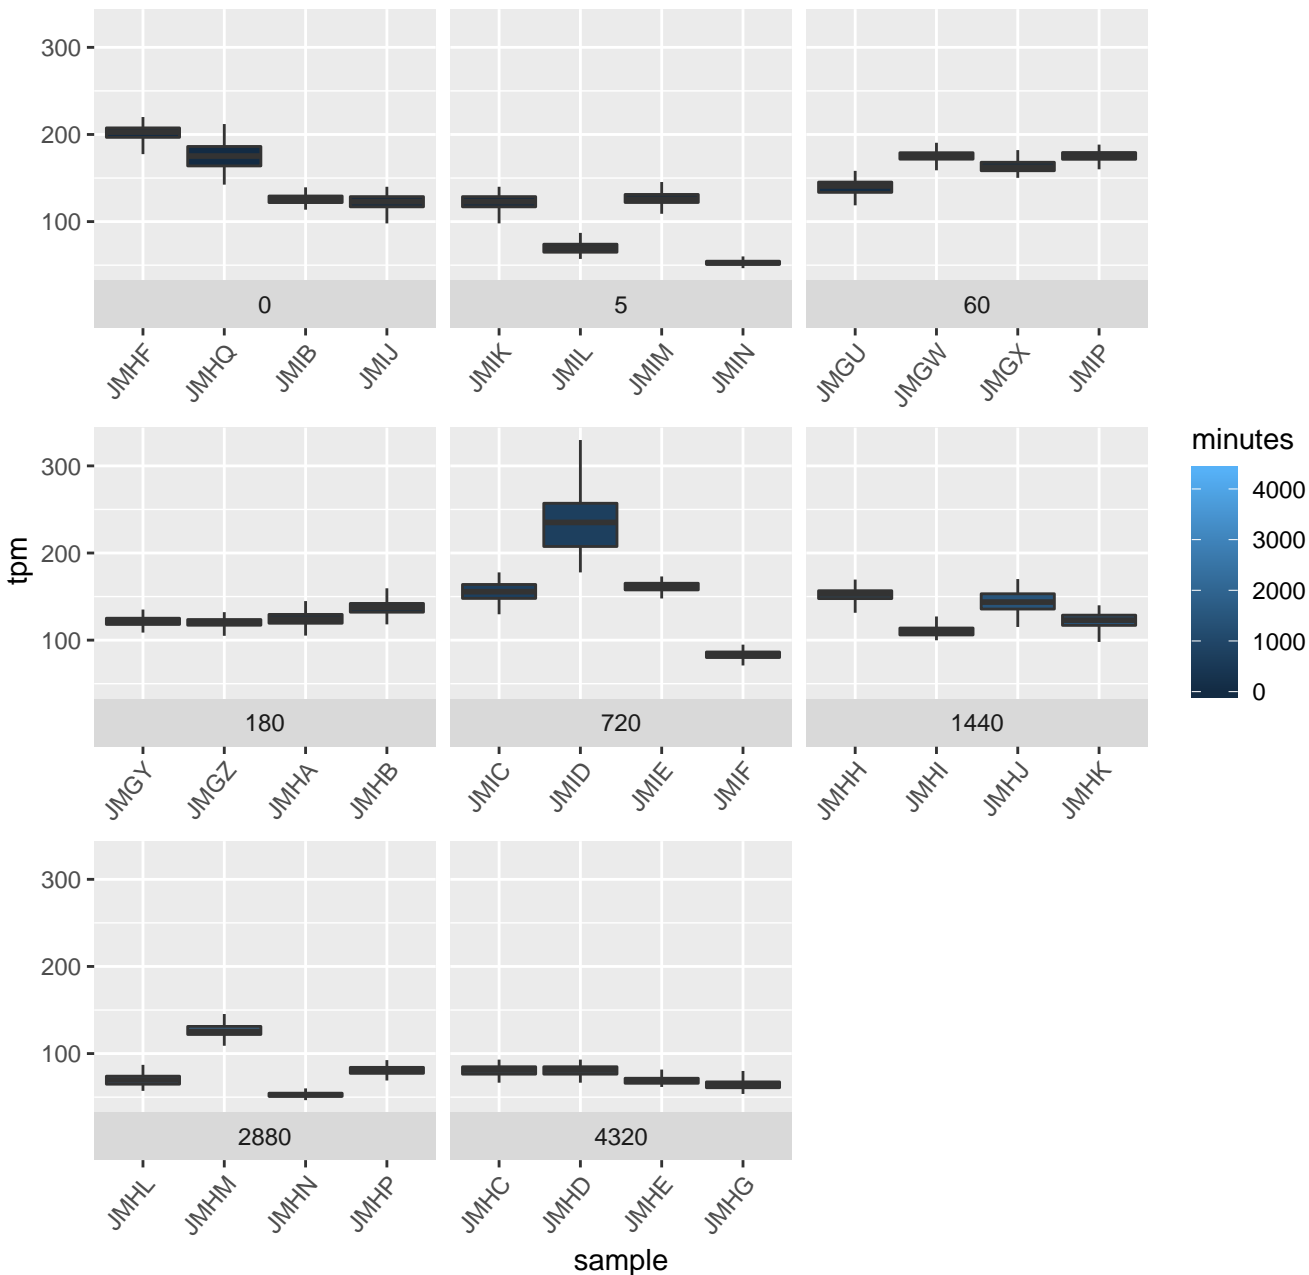 300
200
100
0
5
60
JMHF
JMHQ
JMIB
JMIJ
JMIK
JMIL
JMIM
JMIN
JMGU
JMGW
JMGX
JMIP
tpm
300
200
100
180
720
1440
JMGY
JMGZ
JMHA
JMHB
JMIC
JMID
JMIE
JMIF
JMHH
JMHI
JMHJ
JMHK
minutes
4000
3000
2000
1000
0
300
200
100
2880
4320
JMHL
JMHM
JMHN
JMHP
JMHC
JMHD
JMHE
JMHG
sample